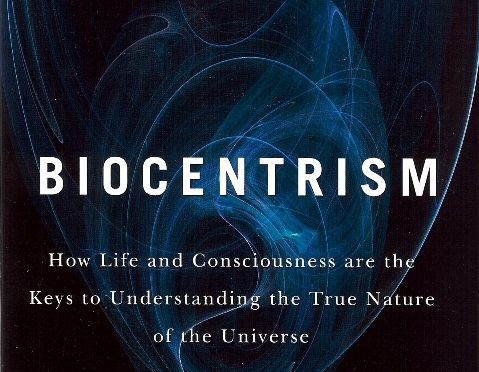 BIOCENTRISM
How Life and Consciousness are the
Keys to Understanding the True Nature
of the Universe